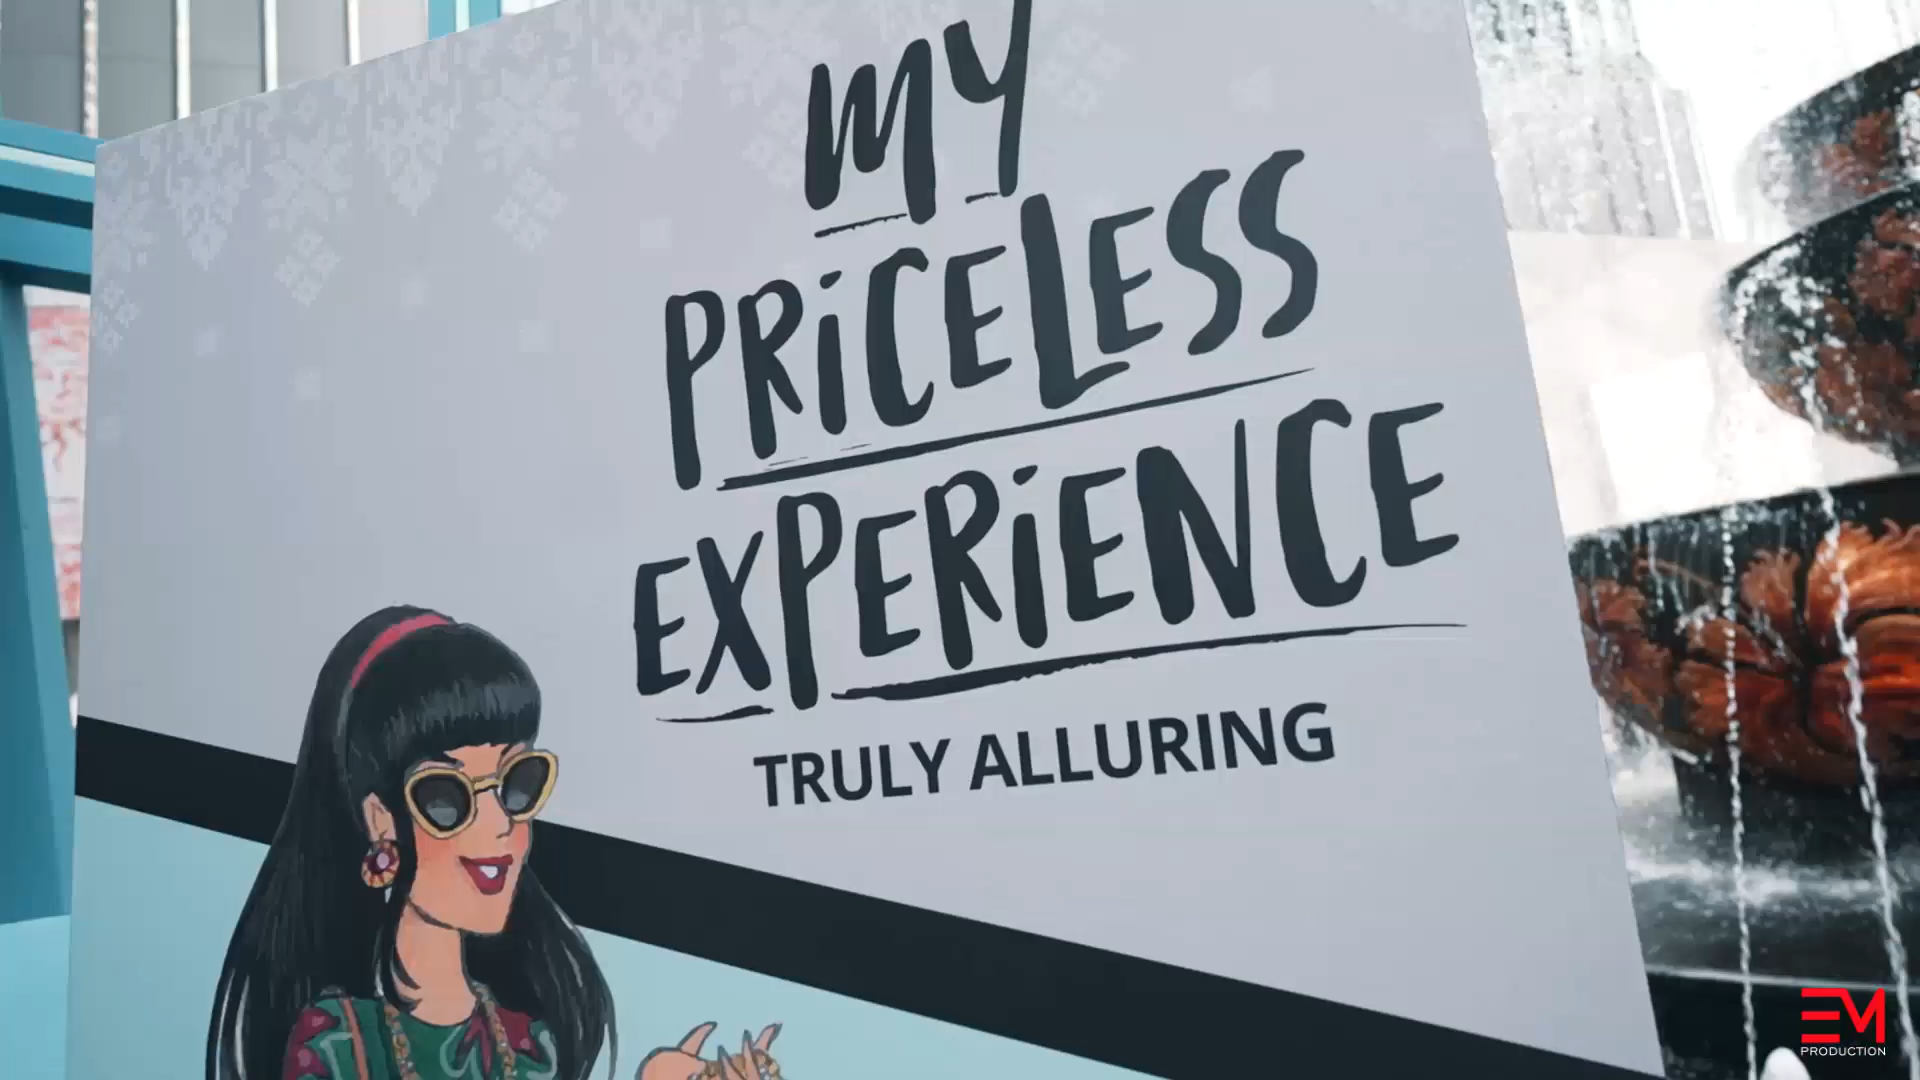 MY
PRICELESS
EXPERIENCE
TRULY ALLURING
EM
PRODUCTION